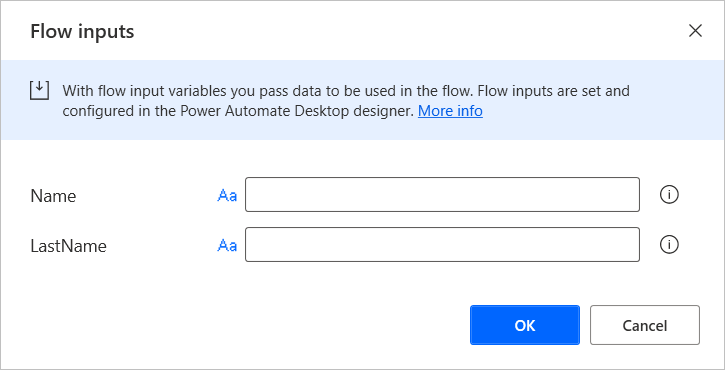 Flow inputs
With flow input variables you pass data to be used in the flow. Flow inputs are set and
configured in the Power Automate Desktop designer. More info
Name Aa
LastName Aa
OK Cancel